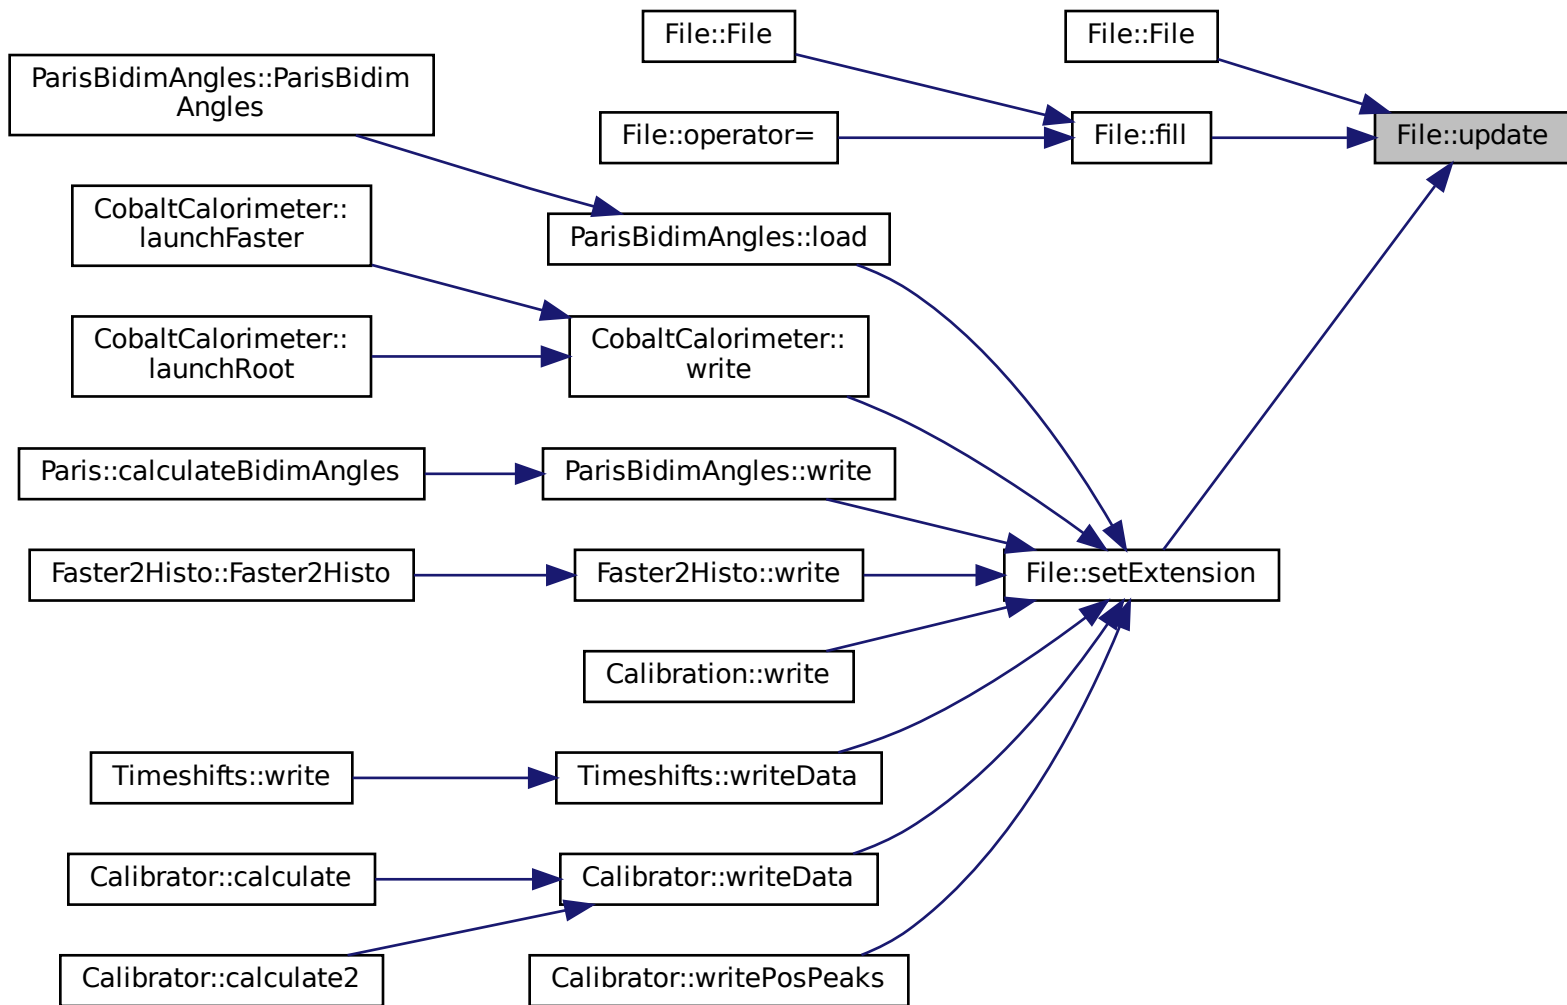 File::File
File::File
ParisBidimAngles::ParisBidim
Angles
File::operator=
File::fill
File::update
CobaltCalorimeter::
launchFaster
ParisBidimAngles::load
CobaltCalorimeter::
launchRoot
CobaltCalorimeter::
write
Paris::calculateBidimAngles
ParisBidimAngles::write
Faster2Histo::Faster2Histo
Faster2Histo::write
File::setExtension
Calibration::write
Timeshifts::write
Timeshifts::writeData
Calibrator::calculate
Calibrator::writeData
Calibrator::calculate2
Calibrator::writePosPeaks